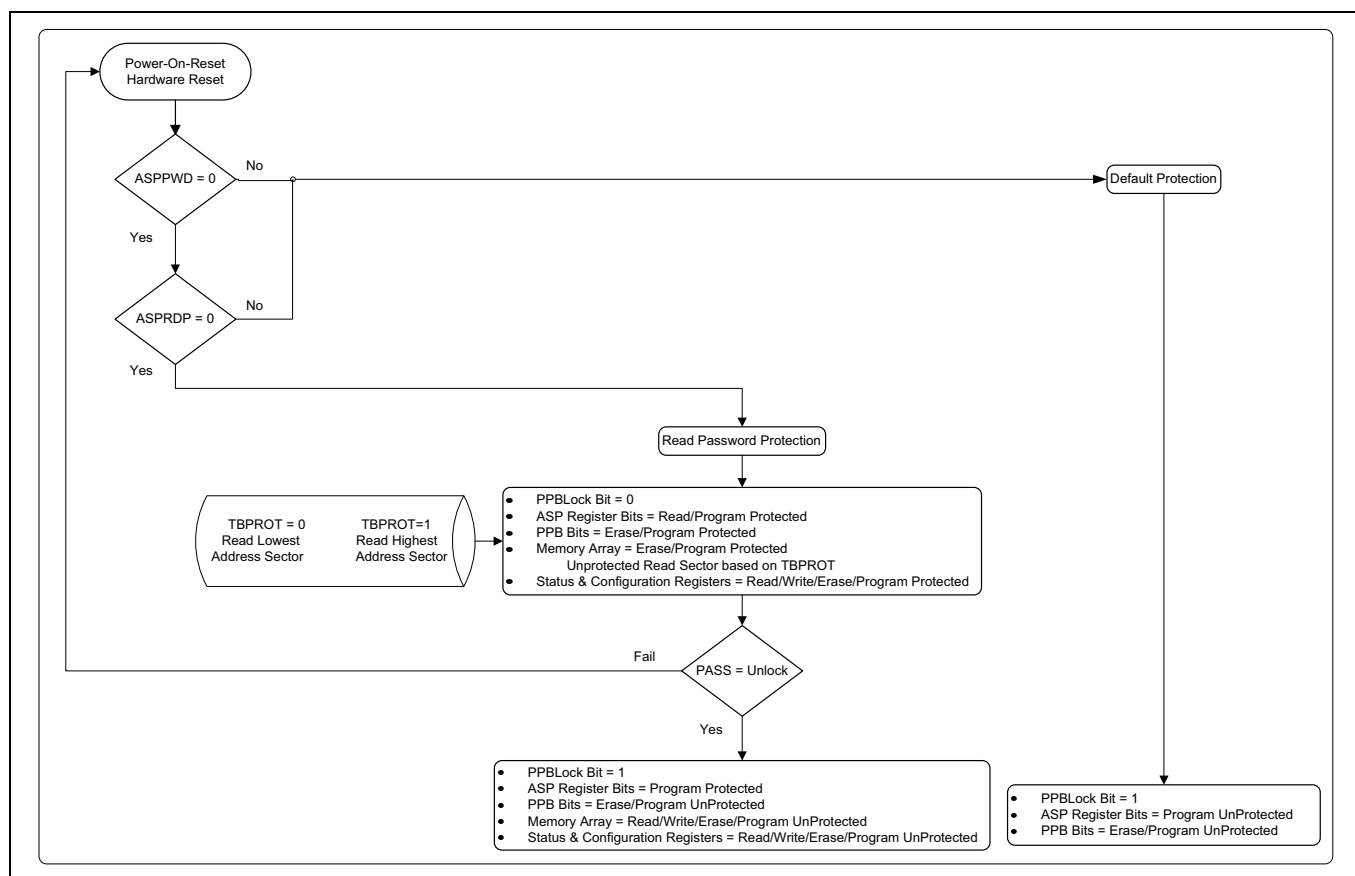 Power-On-Reset
Hardware Reset
ASPPWD = 0
No
Default Protection
Yes
ASPRDP = 0
No
Yes
Read Password Protection
TBPROT = 0
Read Lowest
Address Sector
TBPROT=1
Read Highest
Address Sector
• PPBLock Bit = 0
• ASP Register Bits = Read/Program Protected
• PPB Bits = Erase/Program Protected
• Memory Array = Erase/Program Protected
Unprotected Read Sector based on TBPROT
• Status & Configuration Registers = Read/Write/Erase/Program Protected
Fail
PASS = Unlock
Yes
• PPBLock Bit = 1
• ASP Register Bits = Program Protected
• PPB Bits = Erase/Program UnProtected
• Memory Array = Read/Write/Erase/Program UnProtected
• Status & Configuration Registers = Read/Write/Erase/Program UnProtected
• PPBLock Bit = 1
• ASP Register Bits = Program UnProtected
• PPB Bits = Erase/Program UnProtected